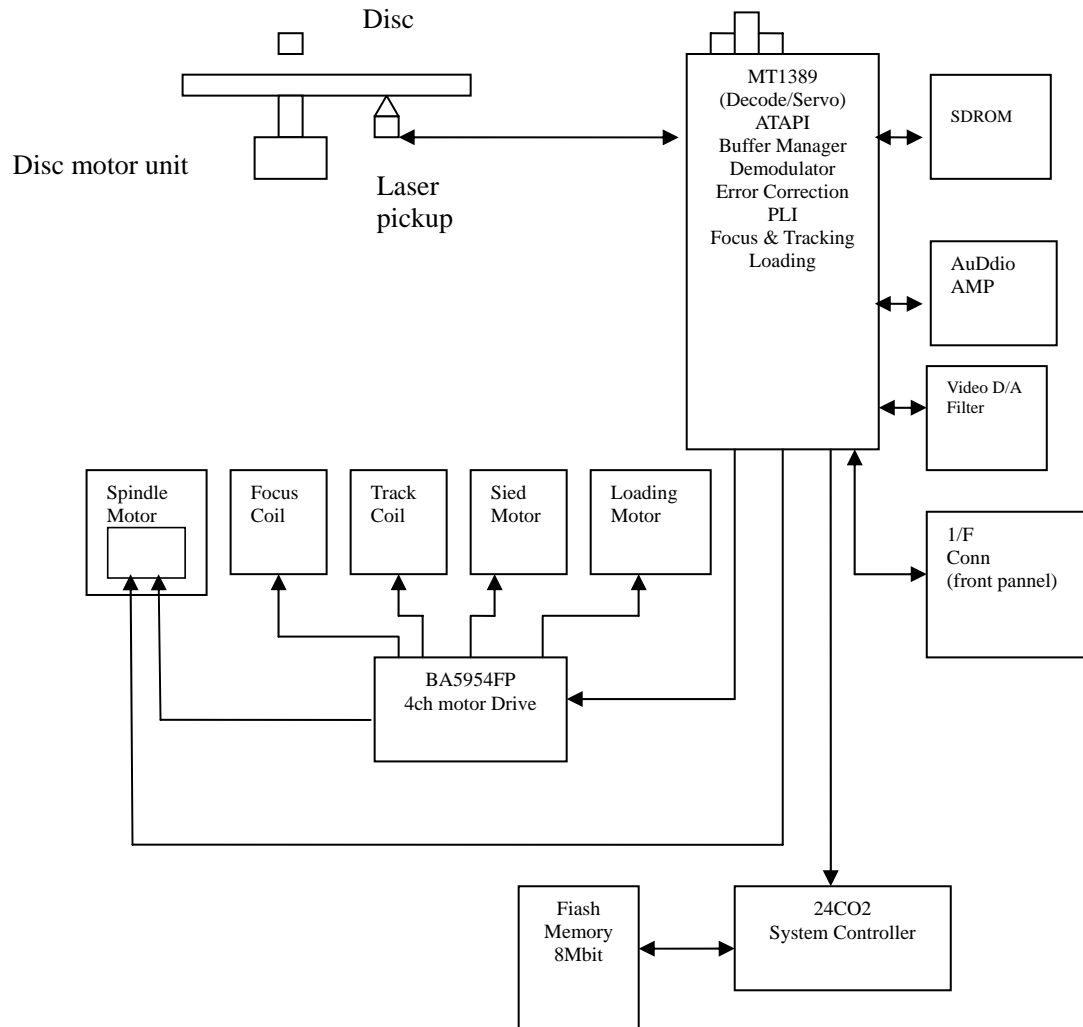 Disc
Disc motor unit
Laser
pickup
MT1389
(Decode/Servo)
ATAPI
Buffer Manager
Demodulator
Error Correction
PLI
Focus & Tracking
Loading
SDROM
AuDdio
AMP
Video D/A
Filter
1/F
Conn
(front pannel)
Spindle
Motor
Focus
Coil
Track
Coil
Sied
Motor
Loading
Motor
BA5954FP
4ch motor Drive
Fiash
Memory
8Mbit
24CO2
System Controller